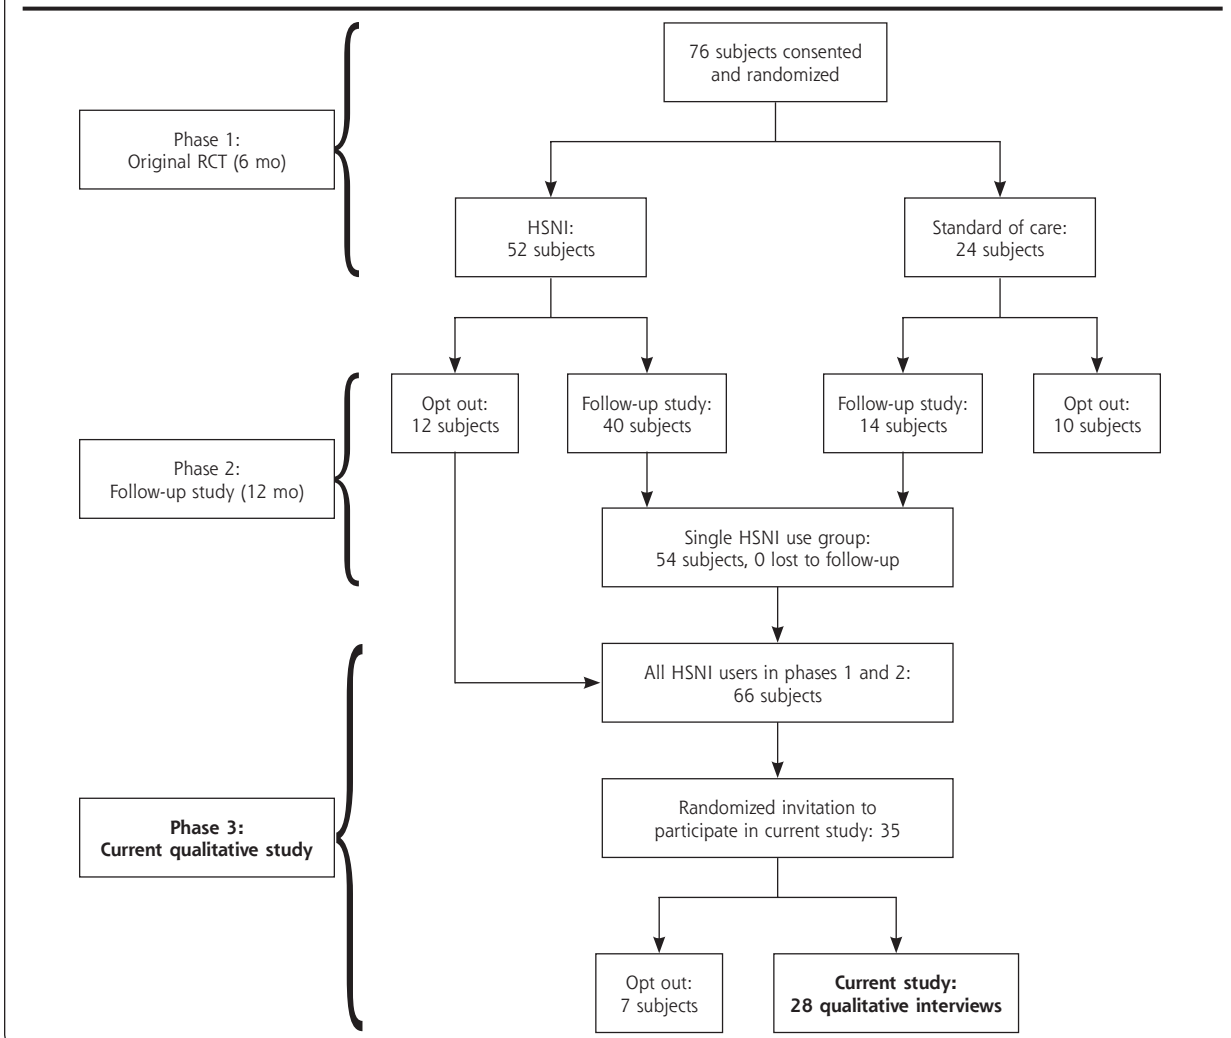 76 subjects consented
and randomized
Phase 1:
Original RCT (6 mo)
HSNI:
52 subjects
Standard of care:
24 subjects
Opt out:
12 subjects
Follow-up study:
40 subjects
Follow-up study:
14 subjects
Opt out:
10 subjects
Phase 2:
Follow-up study (12 mo)
Single HSNI use group:
54 subjects, 0 lost to follow-up
All HSNI users in phases 1 and 2:
66 subjects
Randomized invitation to
participate in current study: 35
Phase 3:
Current qualitative study
Opt out:
7 subjects
Current study:
28 qualitative interviews